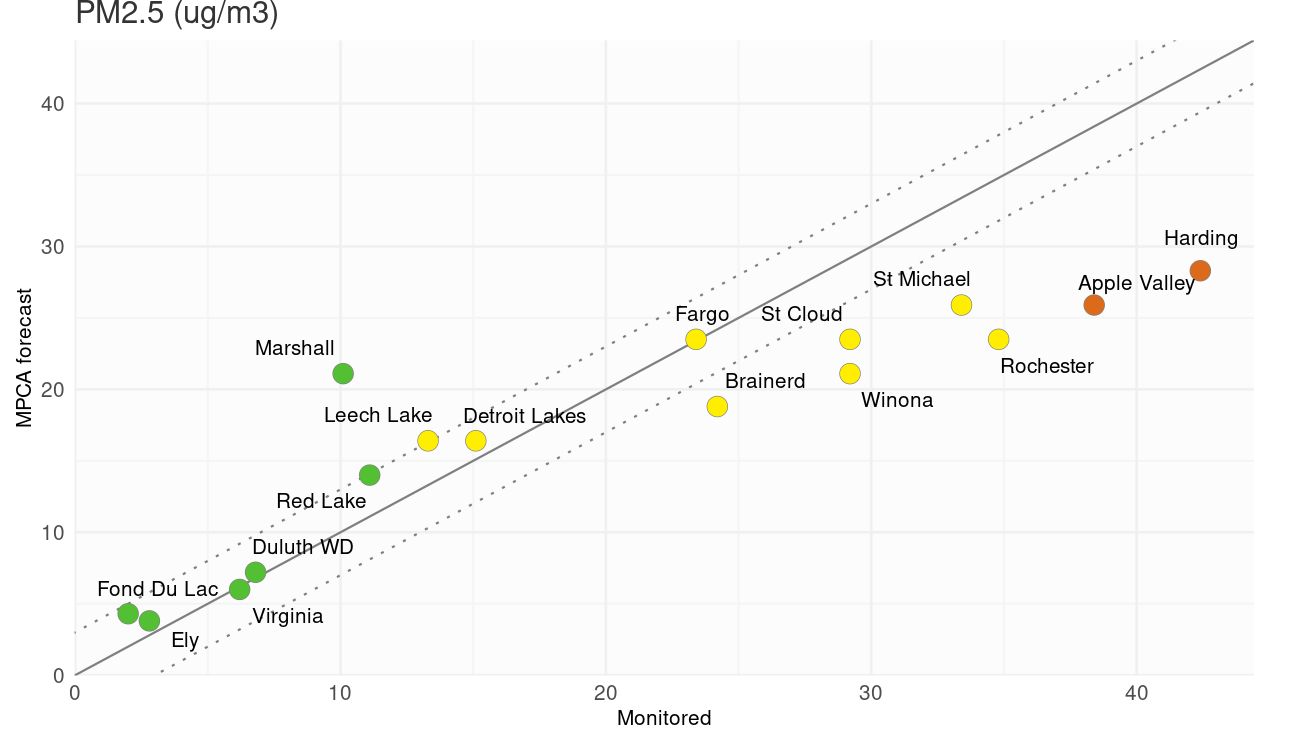 PM2.5 (ug/m3)
40
30
20
10
0
MPCA forecast
Harding
St Michael
Apple Valley
Fargo
St Cloud
Marshall
Rochester
Brainerd
Winona
Leech Lake
Detroit Lakes
Red Lake
Duluth WD
Fond Du Lac
Virginia
Ely
0
10
20
30
40
Monitored